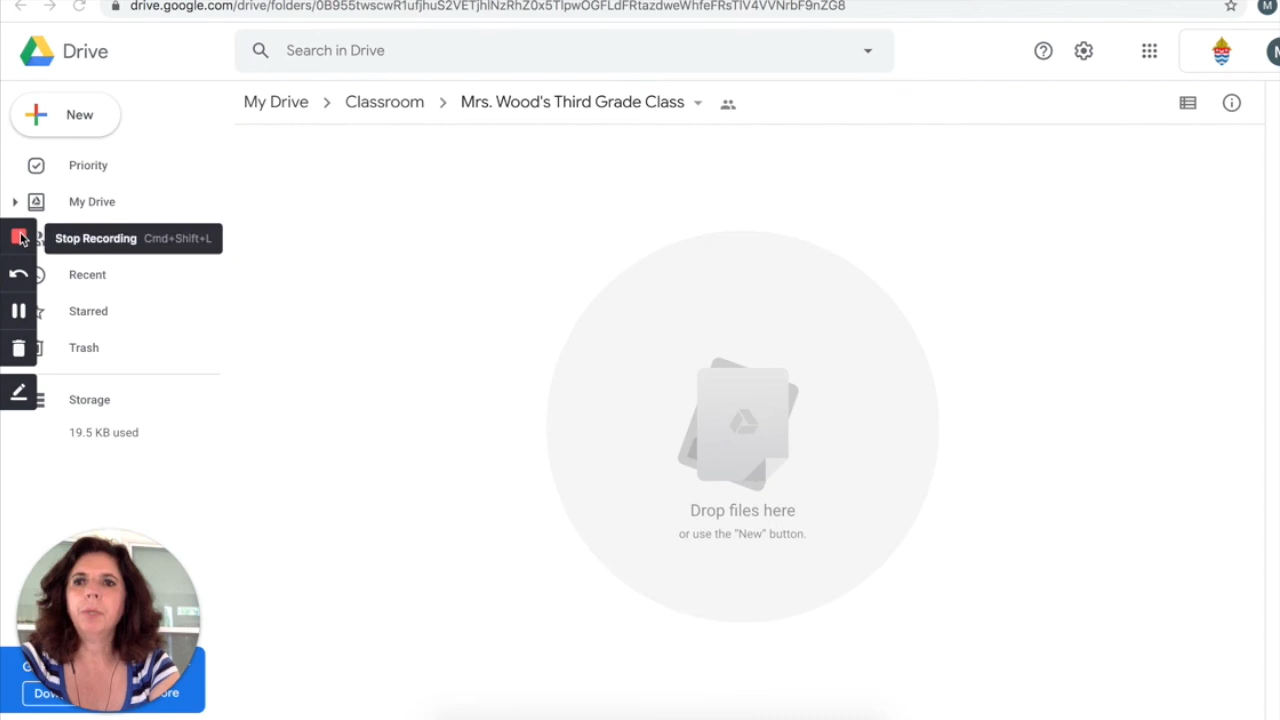 drive.google.com/drive/folders/0B955twscwR1ufjhuS2VETjhlNzRhZ0x5TlpwOGFLdFRtazdweWhfeFRsTlV4VVNrbF9nZG8
M
Drive
Search in Drive
New
My Drive
Classroom
Mrs. Wood's Third Grade Class
Priority
My Drive
Stop Recording Cmd+Shift+L
Recent
Starred
Trash
Storage
19.5 KB used
Drop files here
or use the "New" button.